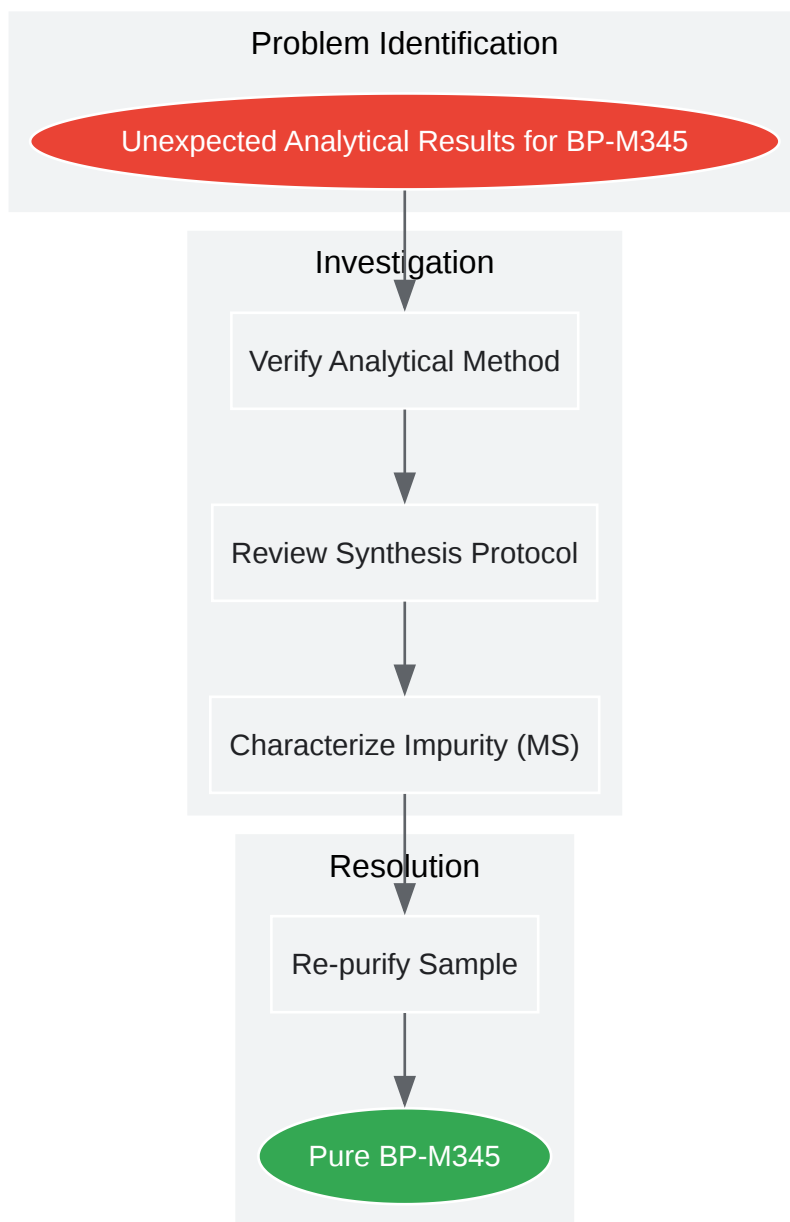 Problem Identification
Unexpected Analytical Results for BP-M345
Investigation
Verify Analytical Method
Review Synthesis Protocol
Characterize Impurity (MS)
Resolution
Re-purify Sample
Pure BP-M345